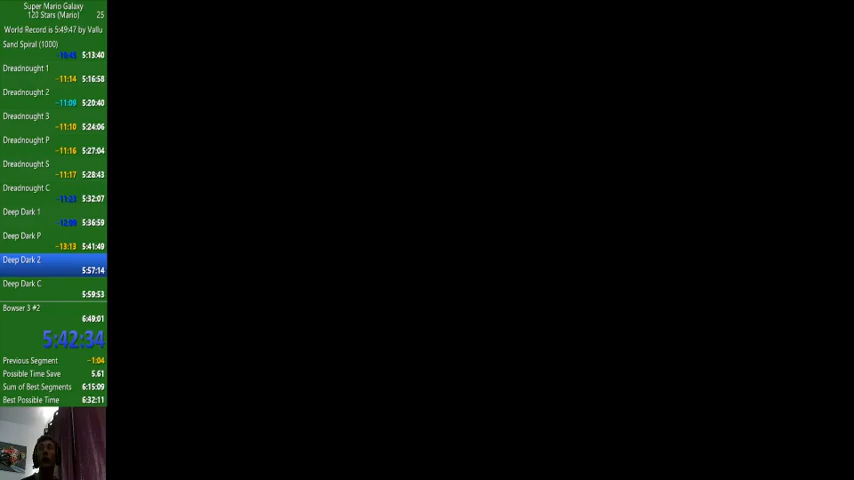 Super Mario Galaxy
120 Stars (Mario) 25
World Record is 5:49:47 by Vallu
Sand Spiral (1000)
-10:49 5:13:40
Dreadnought 1
-11:14 5:16:58
Dreadnought 2
-11:09 5:20:40
Dreadnought 3
-11:10 5:24:06
Dreadnought P
-11:16 5:27:04
Dreadnought S
-11:17 5:28:43
Dreadnought C
-11:23 5:32:07
Deep Dark 1
-12:09 5:36:59
Deep Dark P
-13:13 5:41:49
Deep Dark 2
5:57:14
Deep Dark C
5:59:53
Bowser 3 #2
6:49:01
5:42:34
Previous Segment -1:04
Possible Time Save 5.61
Sum of Best Segments 6:15:09
Best Possible Time 6:32:11